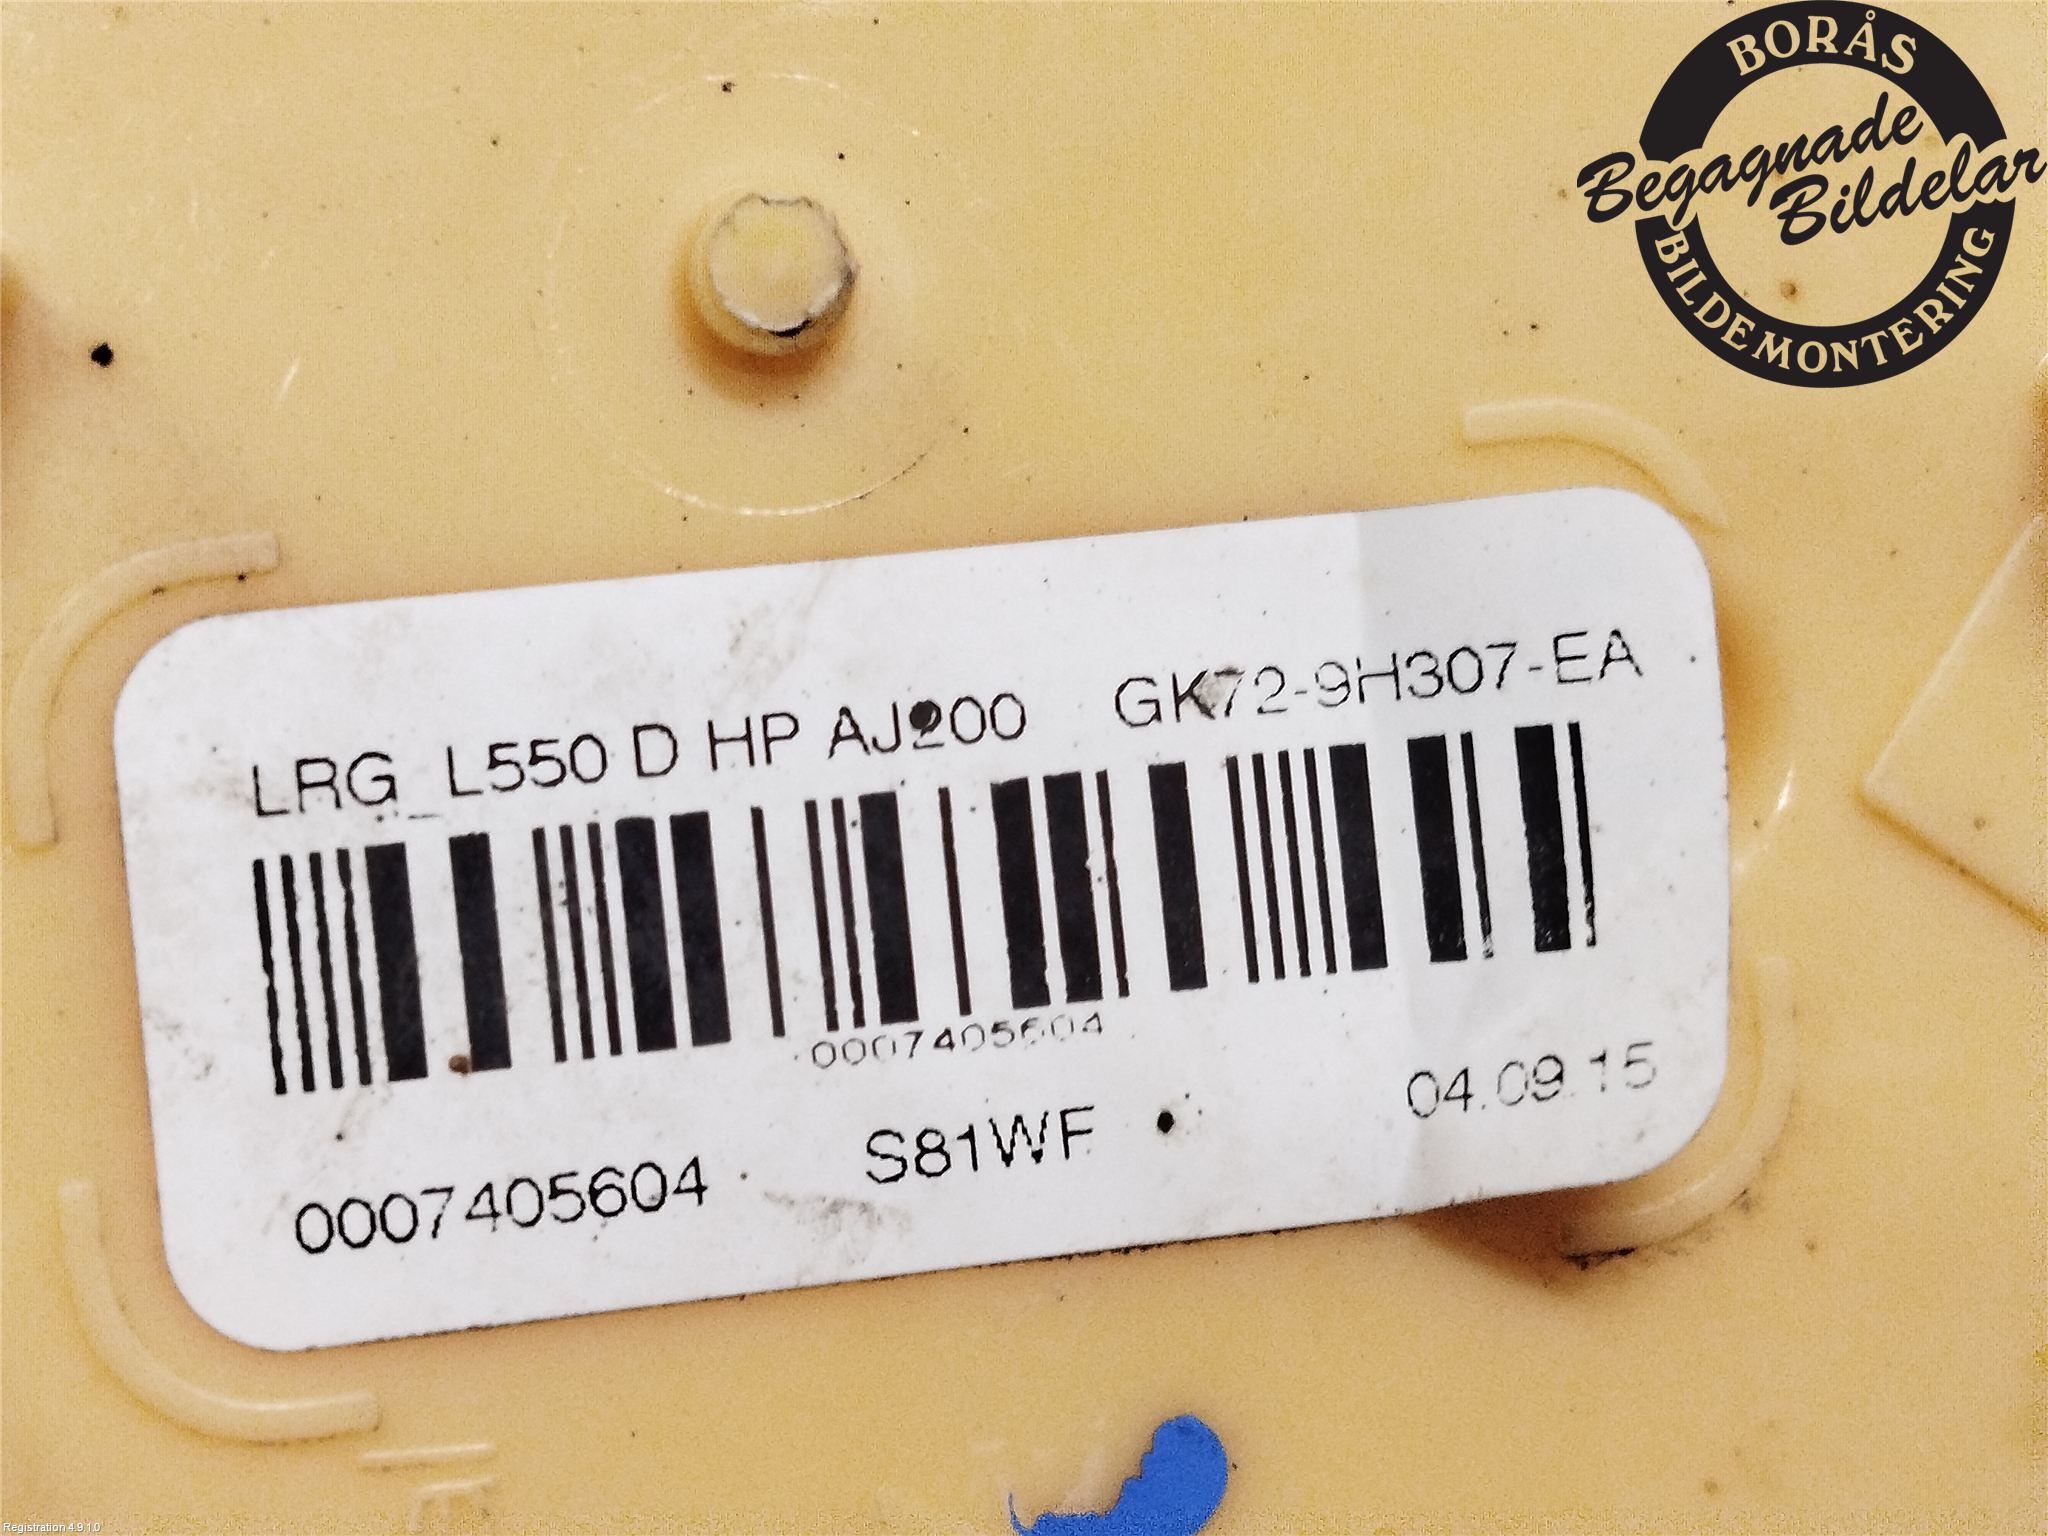 BORÅS
Begagnade
Bildelar
BILDEMONTERING
LRG_L550 D HP AJ200 GK72-9H307-EA
0007405604
0007405604 S81WF 04.09.15
Registration 4.9.1.0